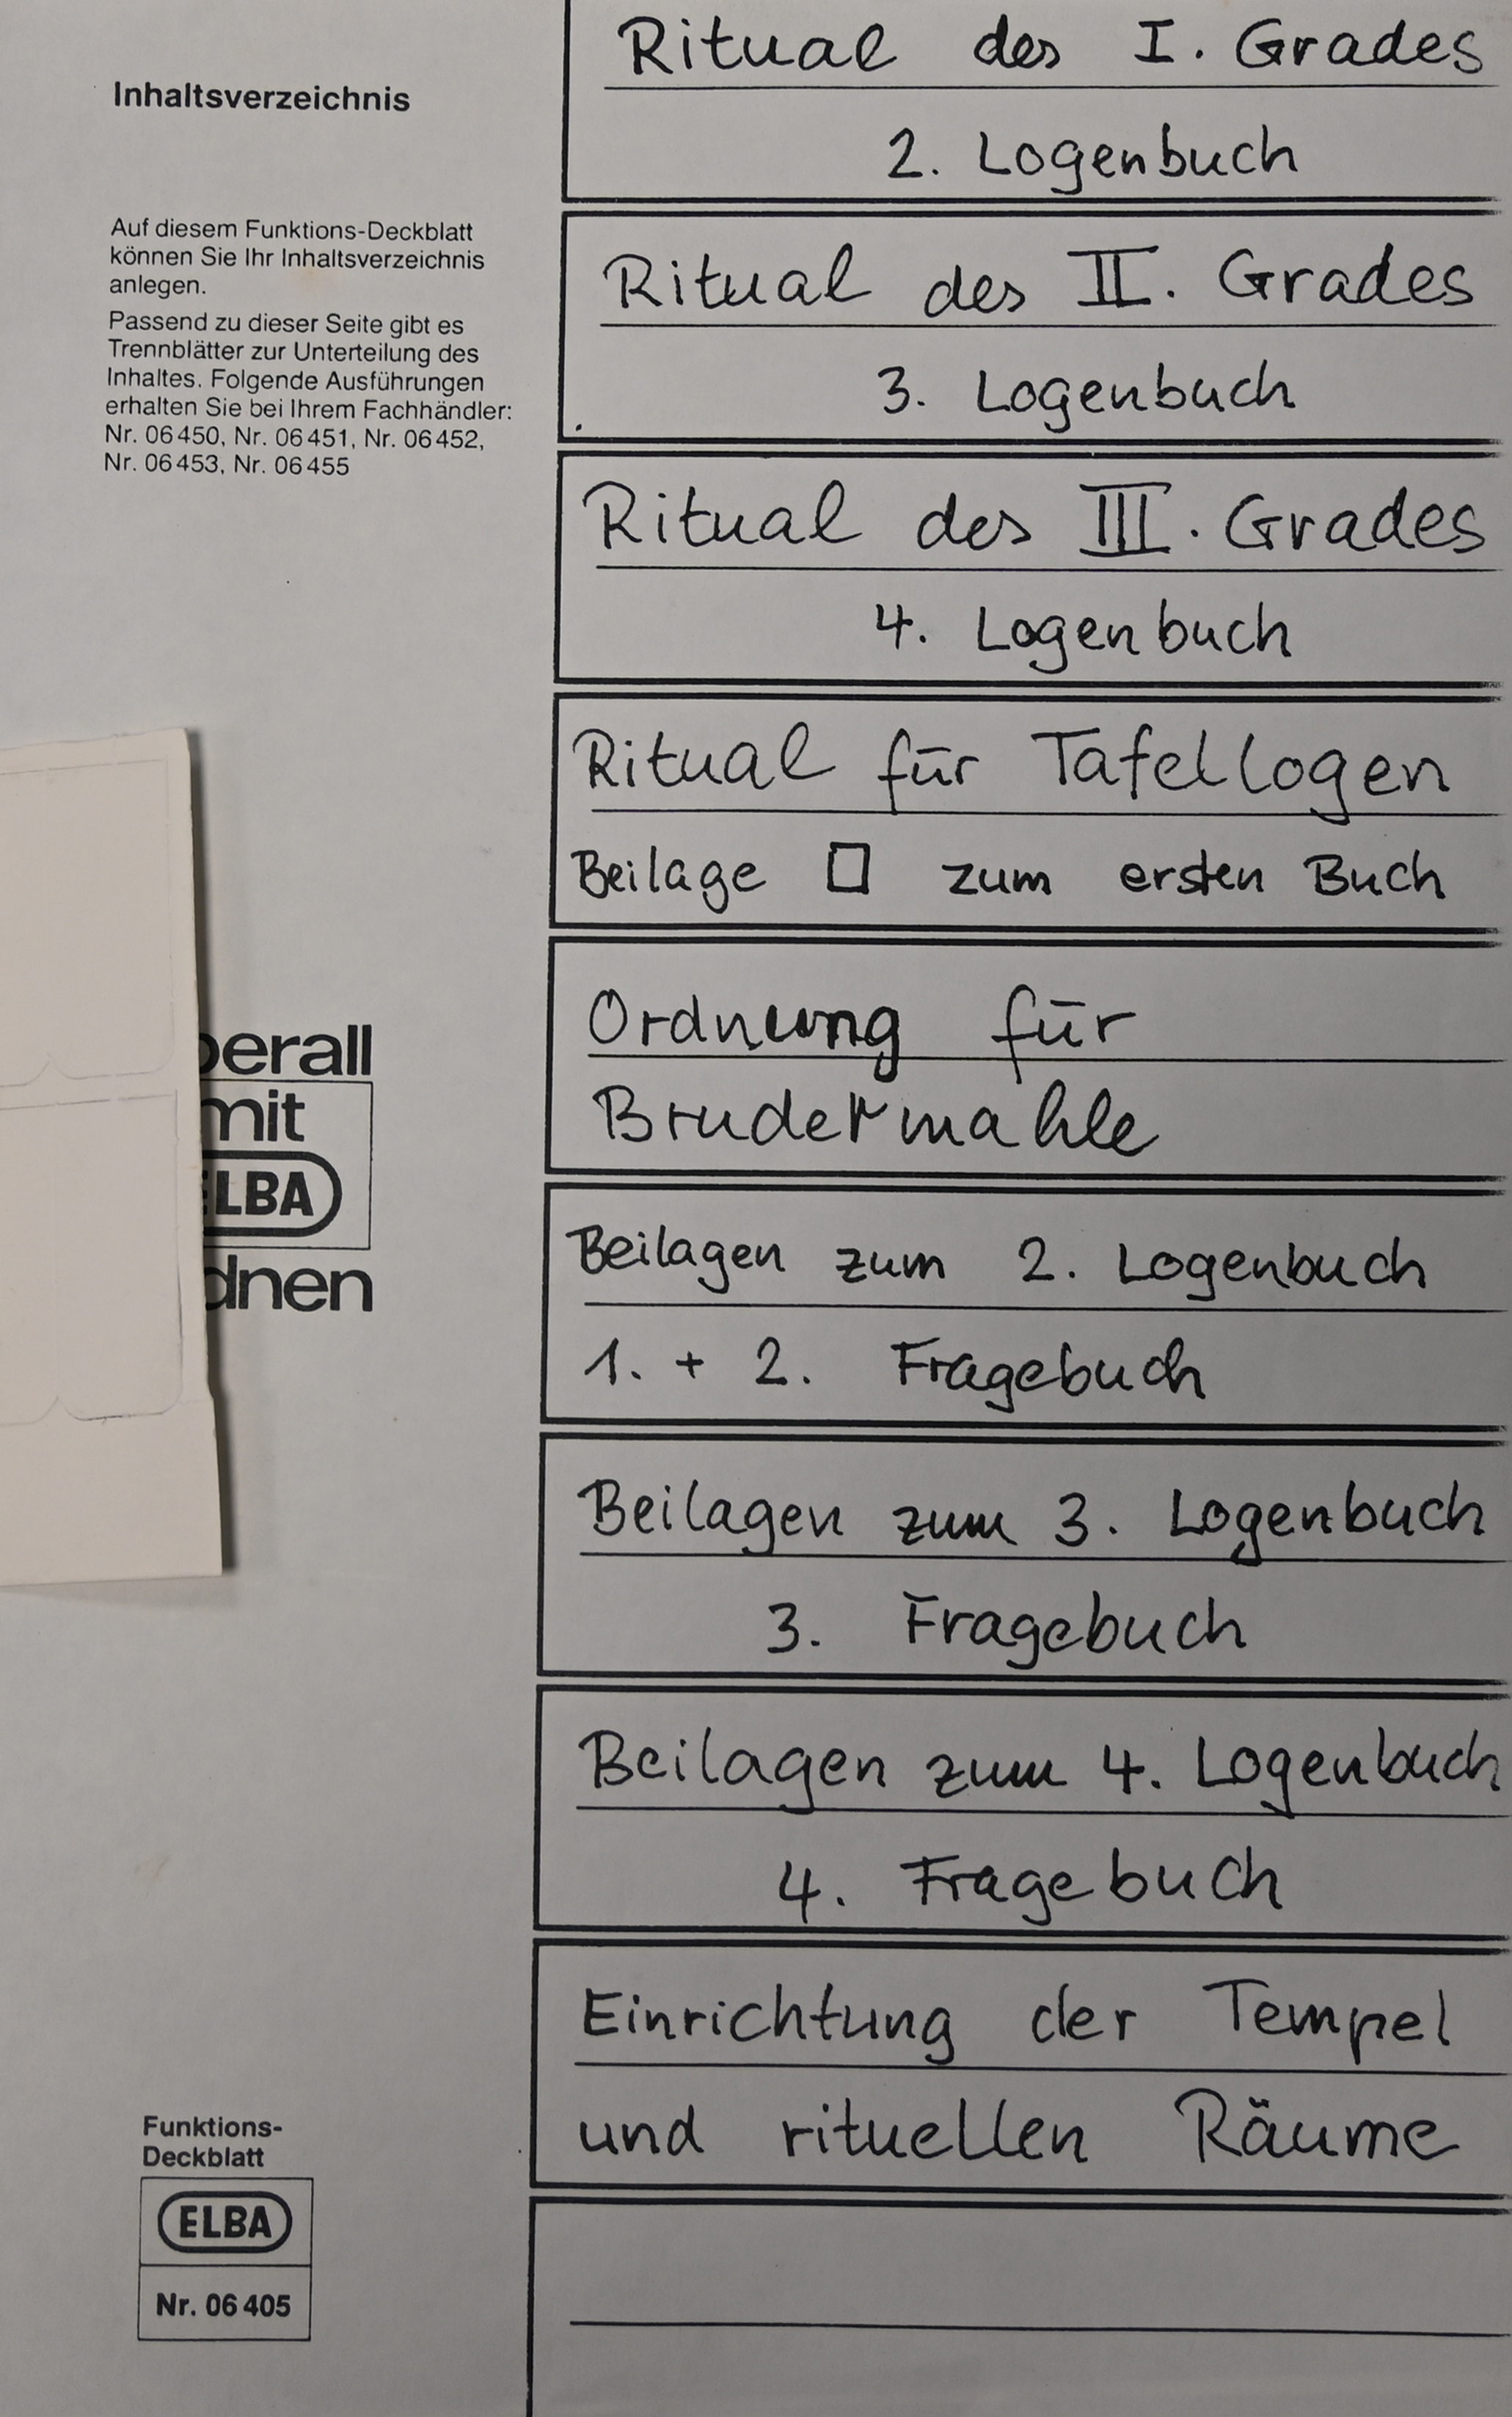 Inhaltsverzeichnis
Auf diesem Funktions-Deckblatt
können Sie Ihr Inhaltsverzeichnis
anlegen.
Passend zu dieser Seite gibt es
Trennblätter zur Unterteilung des
Inhaltes. Folgende Ausführungen
erhalten Sie bei Ihrem Fachhändler:
Nr. 06450, Nr. 06451, Nr. 06452,
Nr. 06453, Nr. 06455
berall
mit
ELBA
dnen
Funktions-
Deckblatt
ELBA
Nr. 06405
Ritual des I. Grades
2. Logenbuch
Ritual des II. Grades
3. Logenbuch
Ritual des III. Grades
4. Logenbuch
Ritual für Tafellogen
Beilage □ zum ersten Buch
Ordnung für
Brudermahle
Beilagen zum 2. Logenbuch
1. + 2. Fragebuch
Beilagen zum 3. Logenbuch
3. Fragebuch
Beilagen zum 4. Logenbuch
4. Fragebuch
Einrichtung der Tempel
und rituellen Räume